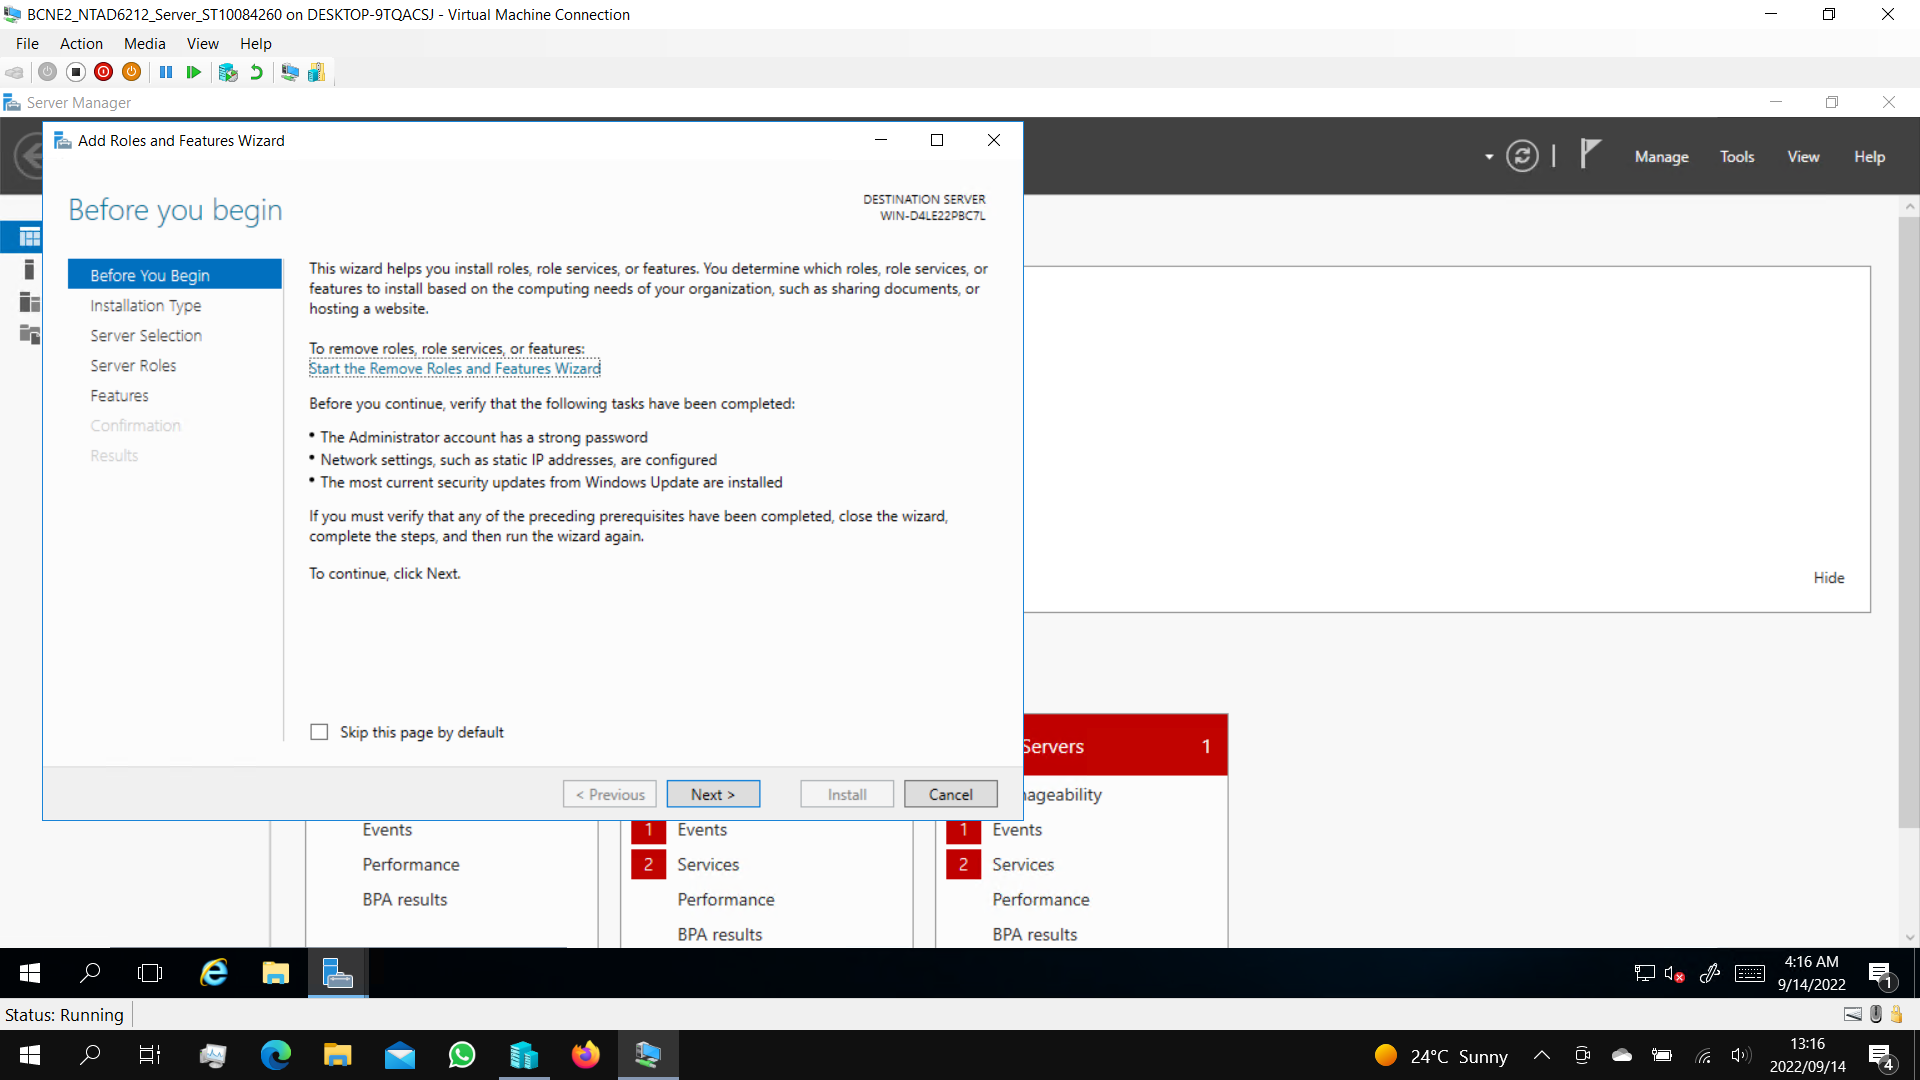 BCNE2_NTAD6212_Server_ST10084260 on DESKTOP-9TQACSJ - Virtual Machine Connection
File Action Media View Help
Server Manager
Add Roles and Features Wizard
Manage Tools View Help
Before you begin
DESTINATION SERVER
WIN-D4LE22PBC7L
Before You Begin
Installation Type
Server Selection
Server Roles
Features
Confirmation
Results
This wizard helps you install roles, role services, or features. You determine which roles, role services, or
features to install based on the computing needs of your organization, such as sharing documents, or
hosting a website.
To remove roles, role services, or features:
Start the Remove Roles and Features Wizard
Before you continue, verify that the following tasks have been completed:
• The Administrator account has a strong password
• Network settings, such as static IP addresses, are configured
• The most current security updates from Windows Update are installed
If you must verify that any of the preceding prerequisites have been completed, close the wizard,
complete the steps, and then run the wizard again.
To continue, click Next.
Hide
Skip this page by default
< Previous Next > Install Cancel
Servers 1
nageability
Events
Performance
BPA results
1 Events
2 Services
Performance
BPA results
1 Events
2 Services
Performance
BPA results
4:16 AM
9/14/2022
1
Status: Running
24°C Sunny
13:16
2022/09/14
4